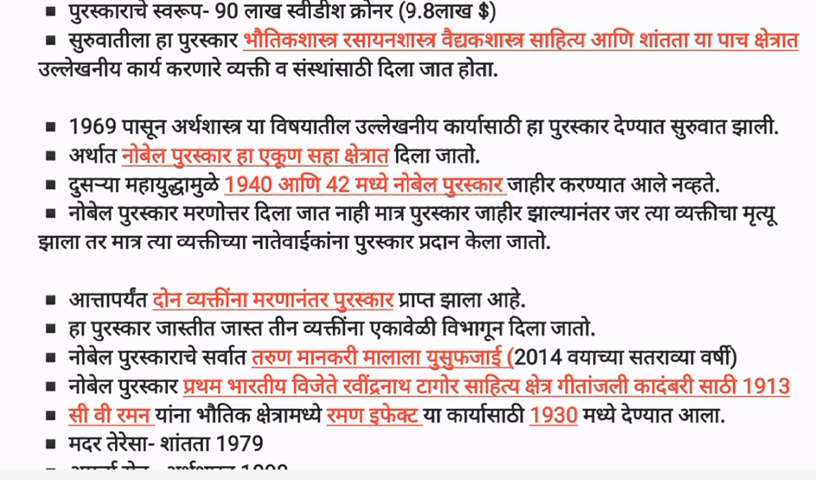 ▪ पुरस्काराचे स्वरूप- 90 लाख स्वीडीश क्रोनर (9.8लाख $)
▪ सुरुवातीला हा पुरस्कार भौतिकशास्त्र रसायनशास्त्र वैद्यकशास्त्र साहित्य आणि शांतता या पाच क्षेत्रात
उल्लेखनीय कार्य करणारे व्यक्ती व संस्थांसाठी दिला जात होता.
▪ 1969 पासून अर्थशास्त्र या विषयातील उल्लेखनीय कार्यासाठी हा पुरस्कार देण्यात सुरुवात झाली.
▪ अर्थात नोबेल पुरस्कार हा एकूण सहा क्षेत्रात दिला जातो.
▪ दुसऱ्या महायुद्धामुळे 1940 आणि 42 मध्ये नोबेल पुरस्कार जाहीर करण्यात आले नव्हते.
▪ नोबेल पुरस्कार मरणोत्तर दिला जात नाही मात्र पुरस्कार जाहीर झाल्यानंतर जर त्या व्यक्तीचा मृत्यू
झाला तर मात्र त्या व्यक्तीच्या नातेवाईकांना पुरस्कार प्रदान केला जातो.
▪ आत्तापर्यंत दोन व्यक्तींना मरणानंतर पुरस्कार प्राप्त झाला आहे.
▪ हा पुरस्कार जास्तीत जास्त तीन व्यक्तींना एकावेळी विभागून दिला जातो.
▪ नोबेल पुरस्काराचे सर्वात तरुण मानकरी मालाला युसुफजाई (2014 वयाच्या सतराव्या वर्षी)
▪ नोबेल पुरस्कार प्रथम भारतीय विजेते रवींद्रनाथ टागोर साहित्य क्षेत्र गीतांजली कादंबरी साठी 1913
▪ सी वी रमन यांना भौतिक क्षेत्रामध्ये रमण इफेक्ट या कार्यासाठी 1930 मध्ये देण्यात आला.
▪ मदर तेरेसा- शांतता 1979